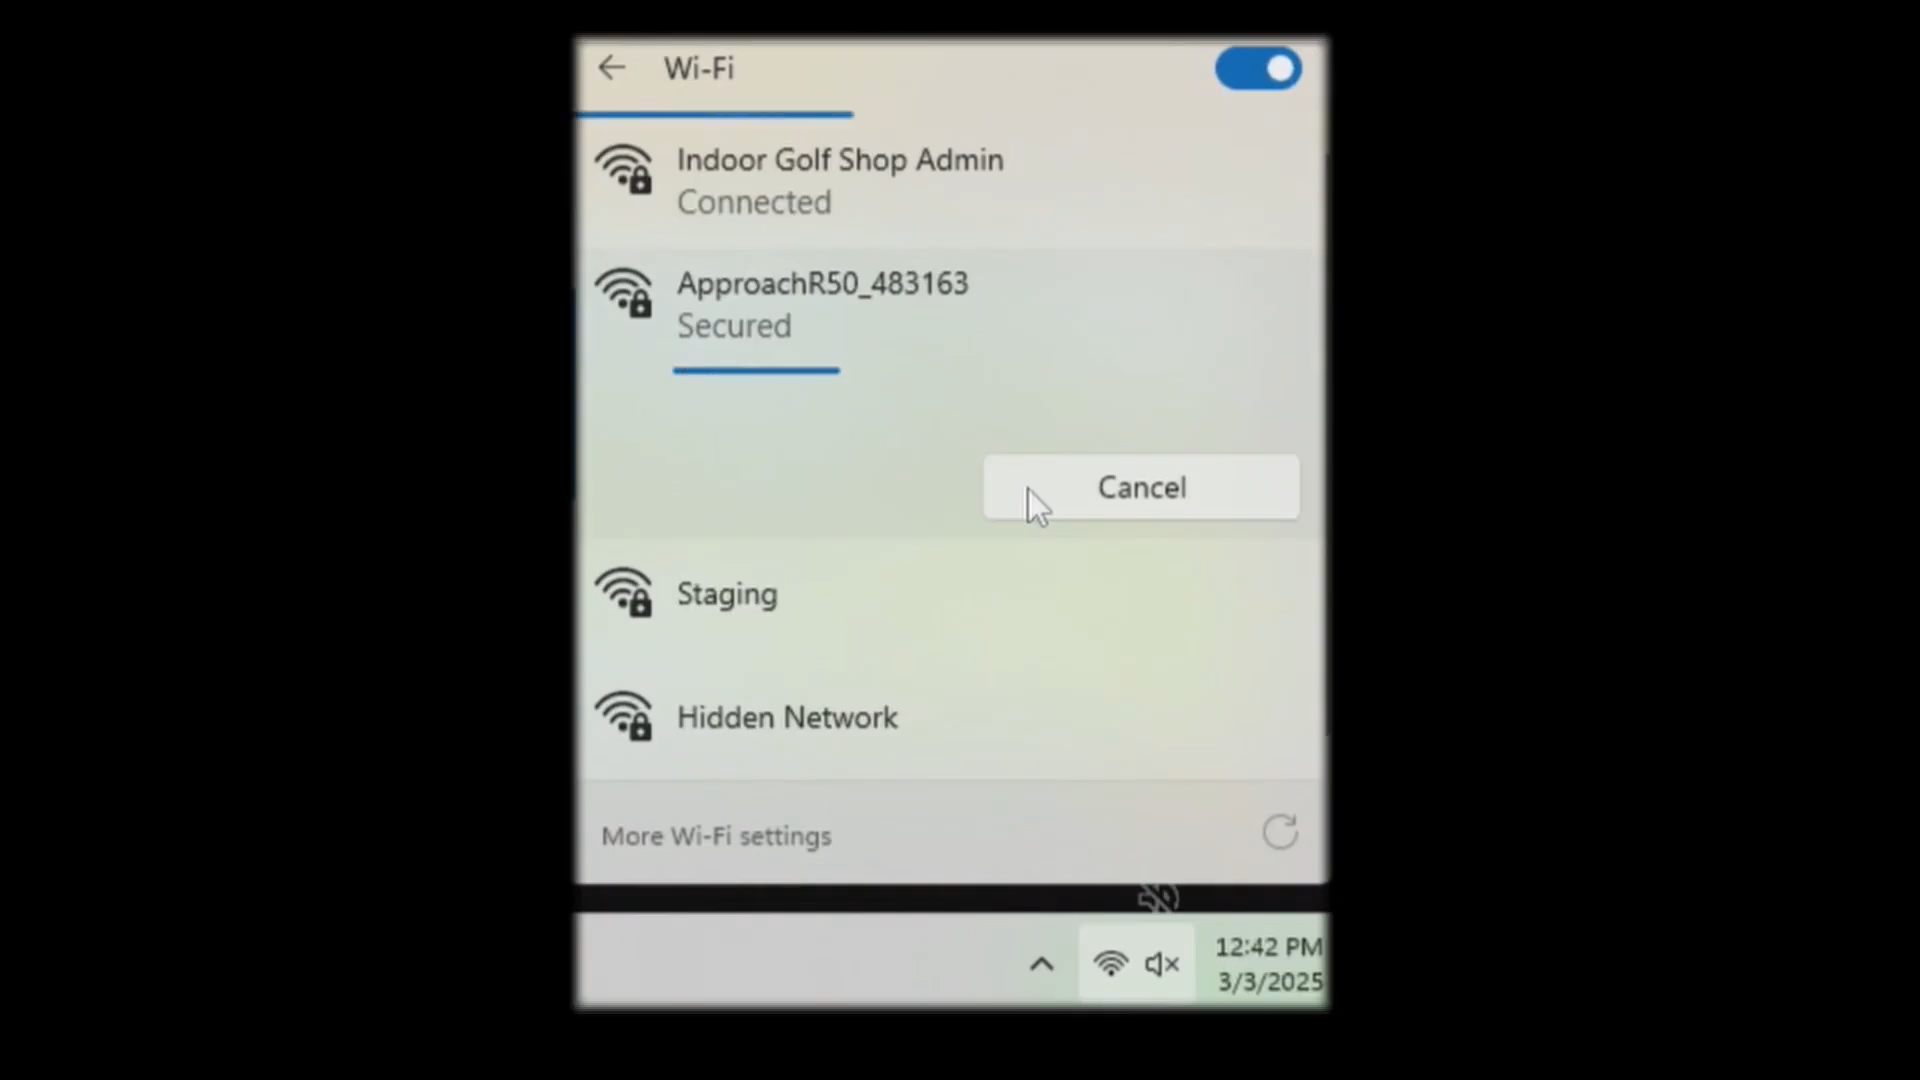 Wi-Fi
Indoor Golf Shop Admin
Connected
ApproachR50_483163
Secured
Cancel
Staging
Hidden Network
More Wi-Fi settings
12:42 PM
3/3/2025